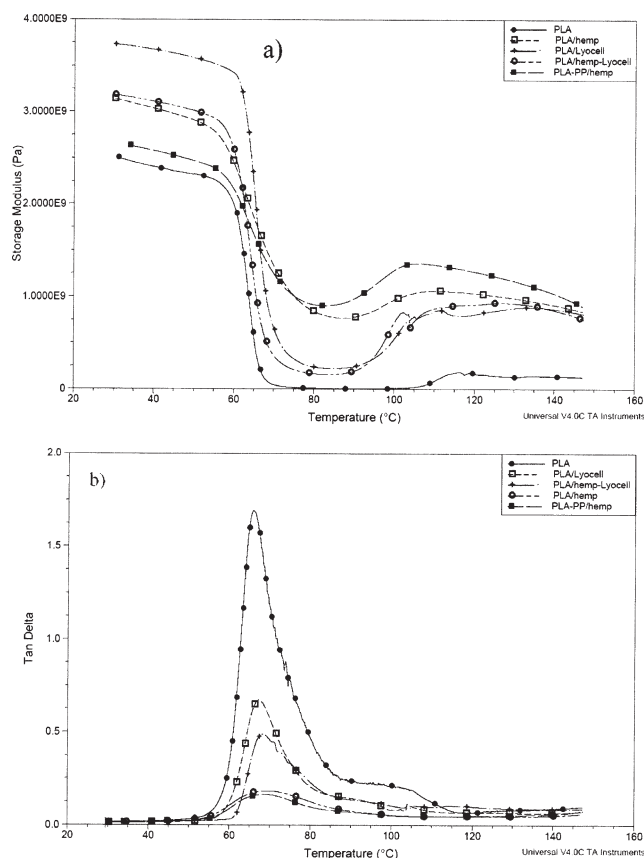 a)
PLA
PLA/hemp
PLA/Lyocell
PLA/hemp-Lyocell
PLA-PP/hemp
4.0000E9
3.0000E9
2.0000E9
1.0000E9
0
Storage Modulus (Pa)
20 40 60 80 100 120 140 160
Temperature (°C)
Universal V4.0C TA Instruments
b)
PLA
PLA/Lyocell
PLA/hemp-Lyocell
PLA/hemp
PLA-PP/hemp
2.0
1.5
1.0
0.5
0.0
Tan Delta
20 40 60 80 100 120 140 160
Temperature (°C)
Universal V4.0C TA Instruments